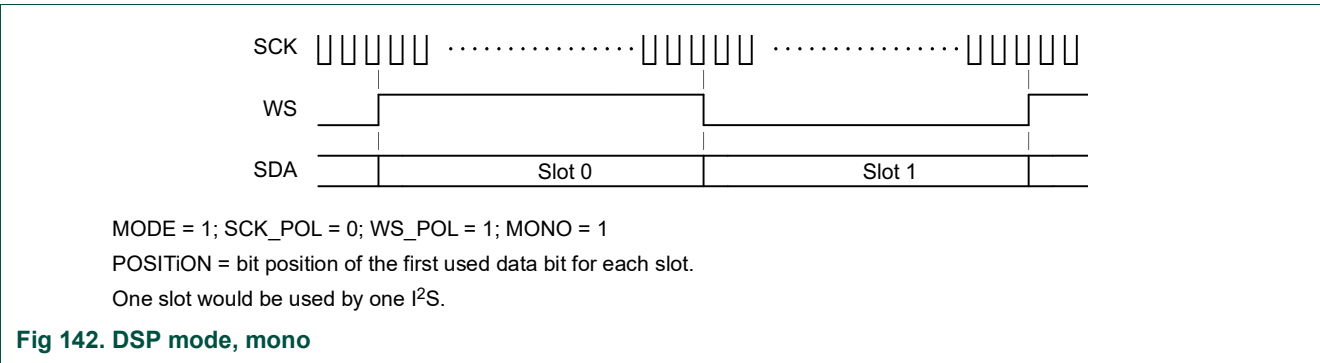 SCK
WS
SDA Slot 0 Slot 1
MODE = 1; SCK_POL = 0; WS_POL = 1; MONO = 1
POSITiON = bit position of the first used data bit for each slot.
One slot would be used by one I²S.
Fig 142. DSP mode, mono